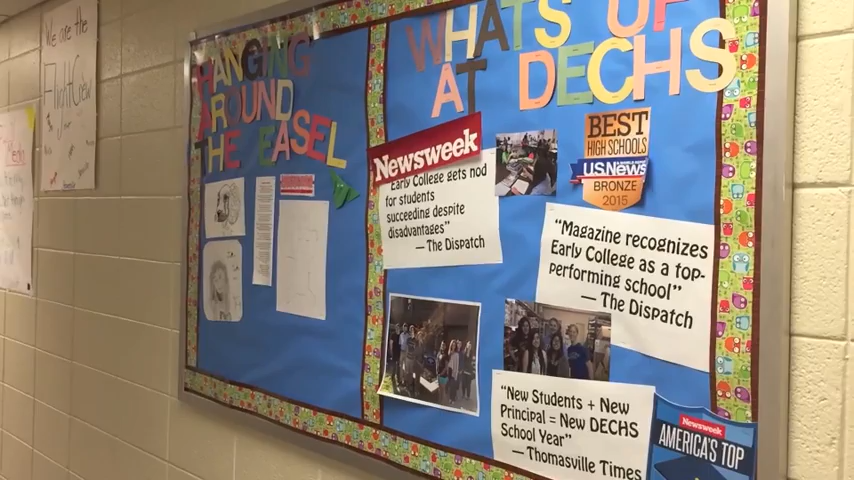 We are the
Flight Crew
HANGING
AROUND
THE EASEL
WHATS UP
AT DECHS
Newsweek
Early College gets nod
for students
succeeding despite
disadvantages"
— The Dispatch
BEST
HIGH SCHOOLS
U.S.News
BRONZE
2015
"Magazine recognizes
Early College as a top-
performing school"
— The Dispatch
"New Students + New
Principal = New DECHS
School Year"
— Thomasville Times
Newsweek
AMERICA'S TOP